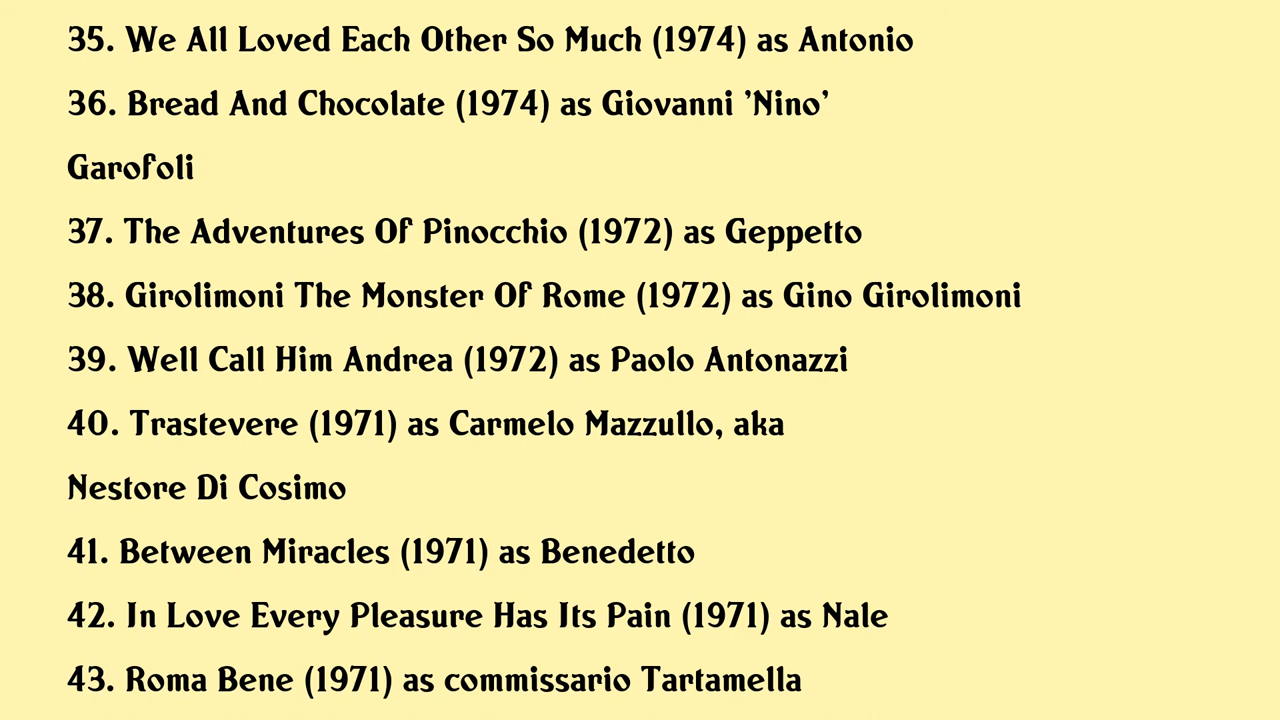 35. We All Loved Each Other So Much (1974) as Antonio
36. Bread And Chocolate (1974) as Giovanni 'Nino'
Garofoli
37. The Adventures Of Pinocchio (1972) as Geppetto
38. Girolimoni The Monster Of Rome (1972) as Gino Girolimoni
39. Well Call Him Andrea (1972) as Paolo Antonazzi
40. Trastevere (1971) as Carmelo Mazzullo, aka
Nestore Di Cosimo
41. Between Miracles (1971) as Benedetto
42. In Love Every Pleasure Has Its Pain (1971) as Nale
43. Roma Bene (1971) as commissario Tartamella